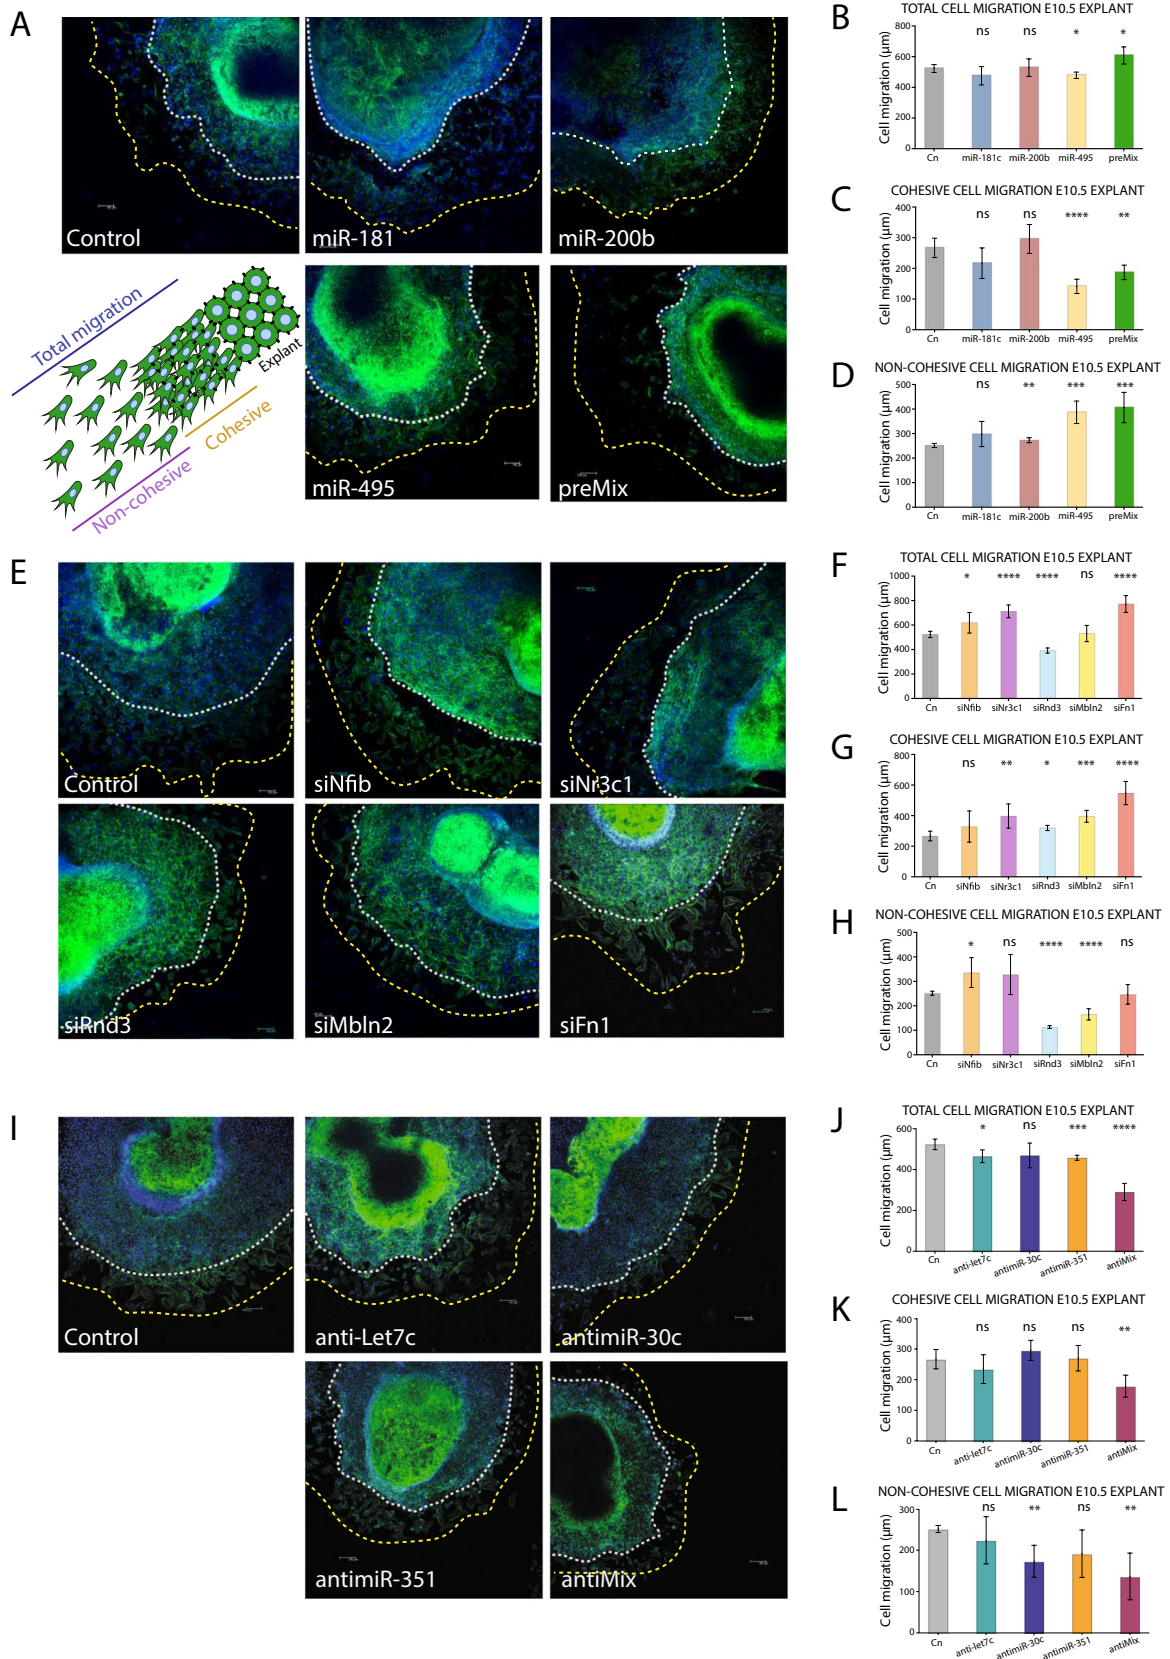 A
Control
miR-181
miR-200b
Total migration
Explant
Cohesive
Non-cohesive
miR-495
preMix
B
TOTAL CELL MIGRATION E10.5 EXPLANT
ns ns * *
Cell migration (µm)
800
600
400
200
0
Cn miR-181c miR-200b miR-495 preMix
C
COHESIVE CELL MIGRATION E10.5 EXPLANT
ns ns **** **
Cell migration (µm)
400
300
200
100
0
Cn miR-181c miR-200b miR-495 preMix
D
NON-COHESIVE CELL MIGRATION E10.5 EXPLANT
ns ** *** ***
Cell migration (µm)
500
400
300
200
100
0
Cn miR-181c miR-200b miR-495 preMix
E
Control
siNfib
siNr3c1
siRnd3
siMbln2
siFn1
F
TOTAL CELL MIGRATION E10.5 EXPLANT
* **** **** ns ****
Cell migration (µm)
1000
800
600
400
200
0
Cn siNfib siNr3c1 siRnd3 siMbln2 siFn1
G
COHESIVE CELL MIGRATION E10.5 EXPLANT
ns ** * *** ****
Cell migration (µm)
800
600
400
200
0
Cn siNfib siNr3c1 siRnd3 siMbln2 siFn1
H
NON-COHESIVE CELL MIGRATION E10.5 EXPLANT
* ns **** **** ns
Cell migration (µm)
500
400
300
200
100
0
Cn siNfib siNr3c1 siRnd3 siMbln2 siFn1
I
Control
anti-Let7c
antimiR-30c
antimiR-351
antiMix
J
TOTAL CELL MIGRATION E10.5 EXPLANT
* ns *** ****
Cell migration (µm)
600
400
200
0
Cn anti-let7c antimiR-30c antimiR-351 antiMix
K
COHESIVE CELL MIGRATION E10.5 EXPLANT
ns ns ns **
Cell migration (µm)
400
300
200
100
0
Cn anti-let7c antimiR-30c antimiR-351 antiMix
L
NON-COHESIVE CELL MIGRATION E10.5 EXPLANT
ns ** ns **
Cell migration (µm)
300
200
100
0
Cn anti-let7c antimiR-30c antimiR-351 antiMix